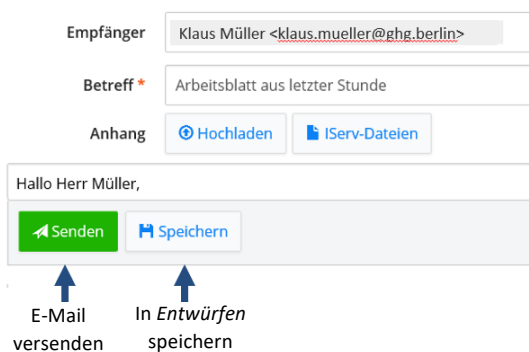 Empfänger Klaus Müller <klaus.mueller@ghg.berlin>
Betreff * Arbeitsblatt aus letzter Stunde
Anhang Hochladen IServ-Dateien
Hallo Herr Müller,
Senden Speichern
E-Mail In Entwürfen
versenden speichern